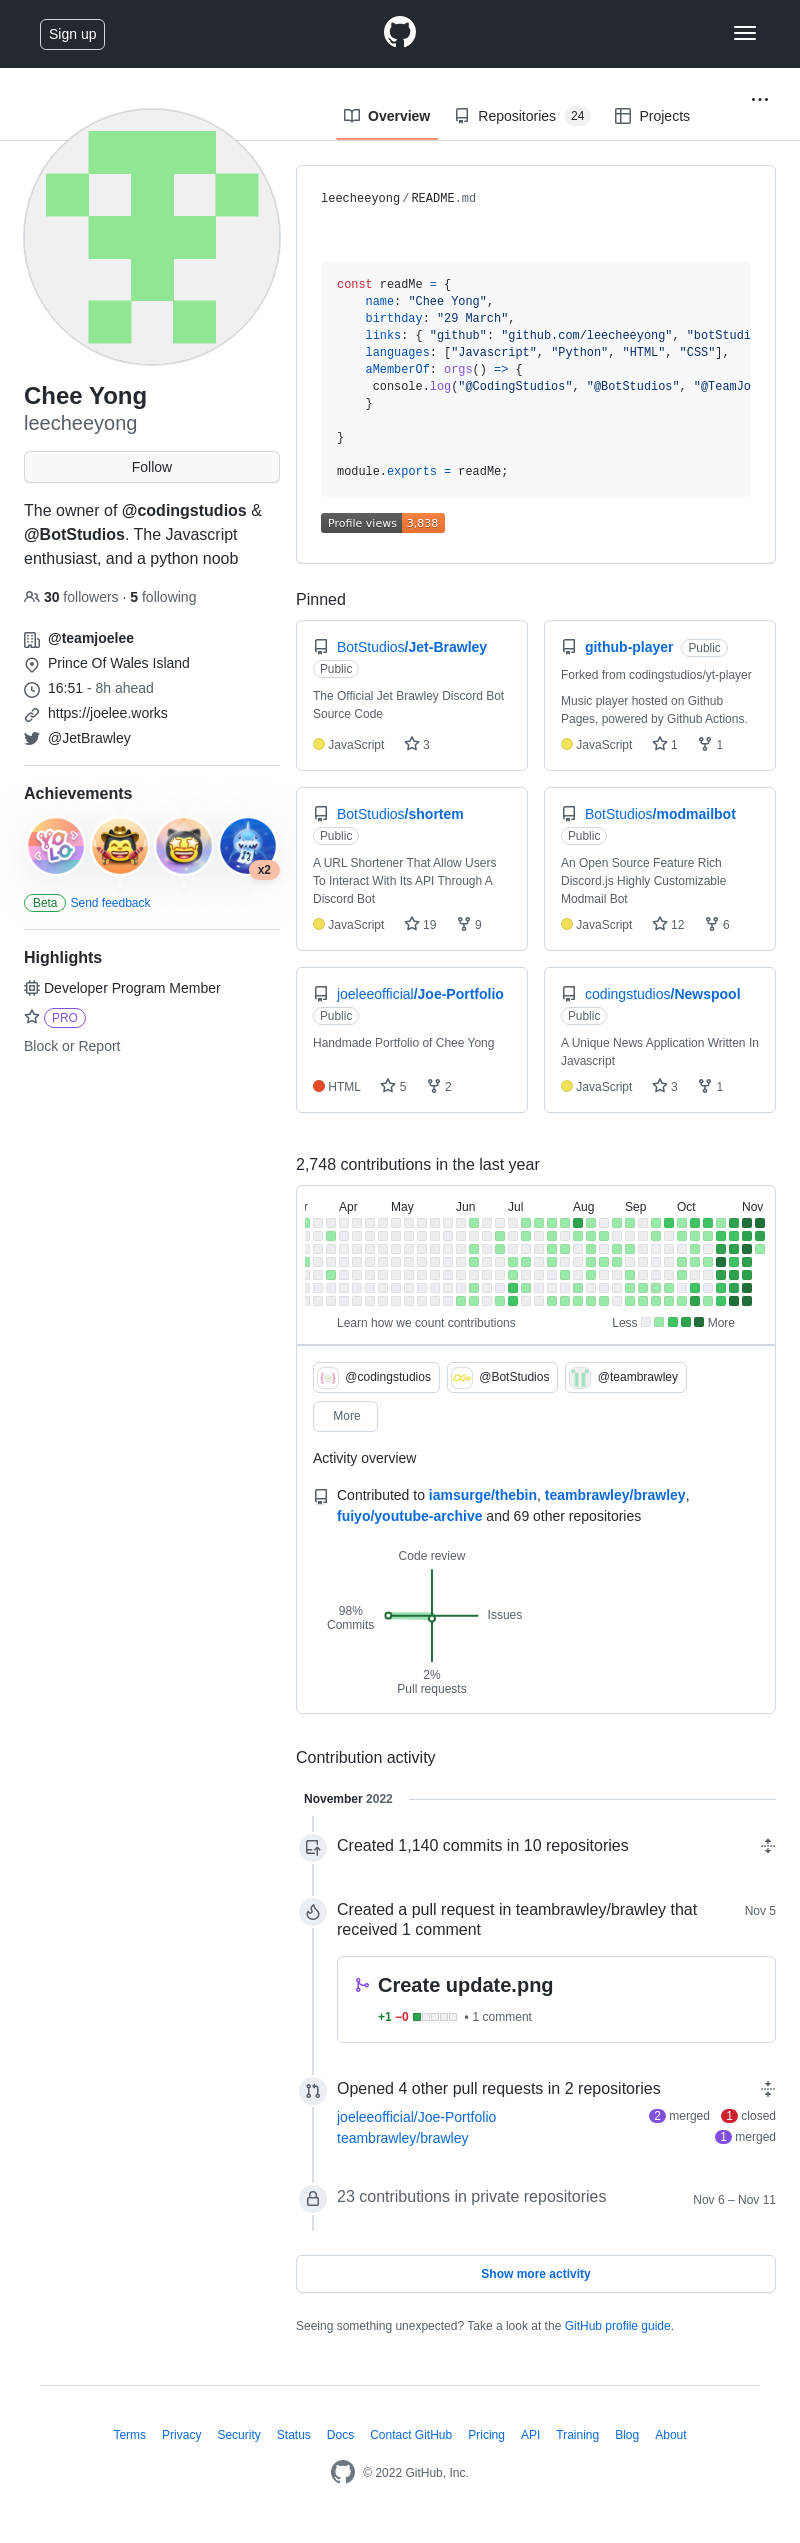 Sign up
Overview
Repositories 24
Projects
leecheeyong/README.md
const readMe = {
name: "Chee Yong",
birthday: "29 March",
links: { "github": "github.com/leecheeyong", "botStudi
languages: ["Javascript", "Python", "HTML", "CSS"],
aMemberOf: orgs() => {
console.log("@CodingStudios", "@BotStudios", "@TeamJo
}
}
module.exports = readMe;
Profile views 3,838
Chee Yong
leecheeyong
Follow
The owner of @codingstudios &
@BotStudios. The Javascript
enthusiast, and a python noob
30 followers · 5 following
@teamjoelee
Prince Of Wales Island
16:51 - 8h ahead
https://joelee.works
@JetBrawley
Achievements
YOLO
x2
Beta Send feedback
Highlights
Developer Program Member
PRO
Block or Report
Pinned
BotStudios/Jet-Brawley
Public
The Official Jet Brawley Discord Bot
Source Code
JavaScript 3
github-player Public
Forked from codingstudios/yt-player
Music player hosted on Github
Pages, powered by Github Actions.
JavaScript 1 1
BotStudios/shortem
Public
A URL Shortener That Allow Users
To Interact With Its API Through A
Discord Bot
JavaScript 19 9
BotStudios/modmailbot
Public
An Open Source Feature Rich
Discord.js Highly Customizable
Modmail Bot
JavaScript 12 6
joeleeofficial/Joe-Portfolio
Public
Handmade Portfolio of Chee Yong
HTML 5 2
codingstudios/Newspool
Public
A Unique News Application Written In
Javascript
JavaScript 3 1
2,748 contributions in the last year
r Apr May Jun Jul Aug Sep Oct Nov
Learn how we count contributions
Less More
@codingstudios
@BotStudios
@teambrawley
More
Activity overview
Contributed to iamsurge/thebin, teambrawley/brawley,
fuiyo/youtube-archive and 69 other repositories
Code review
98%
Commits
Issues
2%
Pull requests
Contribution activity
November 2022
Created 1,140 commits in 10 repositories
Created a pull request in teambrawley/brawley that
received 1 comment
Nov 5
Create update.png
+1 −0 • 1 comment
Opened 4 other pull requests in 2 repositories
joeleeofficial/Joe-Portfolio 2 merged 1 closed
teambrawley/brawley 1 merged
23 contributions in private repositories Nov 6 – Nov 11
Show more activity
Seeing something unexpected? Take a look at the GitHub profile guide.
Terms Privacy Security Status Docs Contact GitHub Pricing API Training Blog About
© 2022 GitHub, Inc.